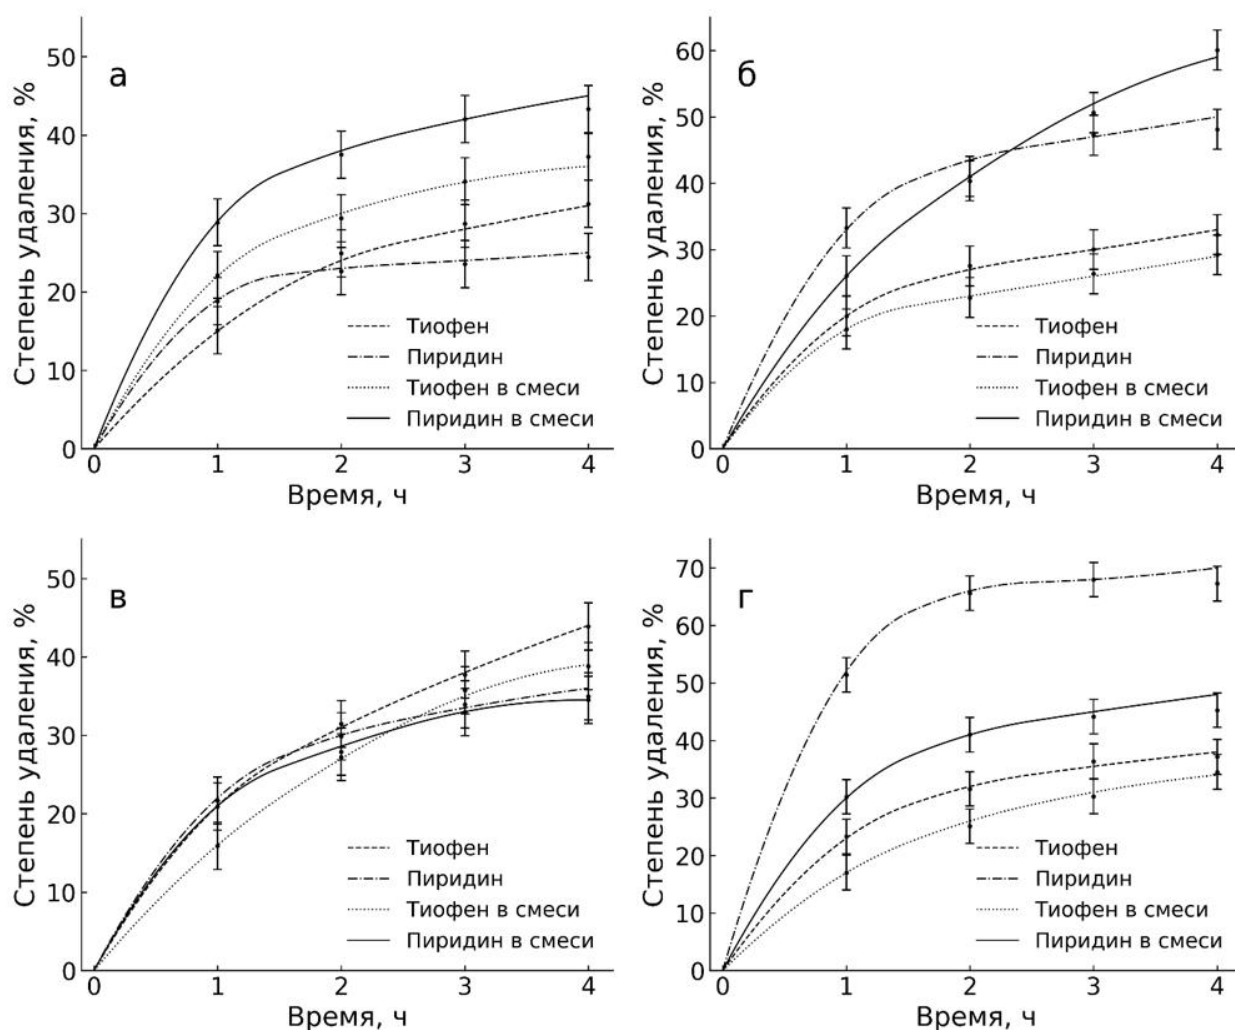 а
Степень удаления, %
50
40
30
20
10
0
Тиофен
Пиридин
Тиофен в смеси
Пиридин в смеси
0 1 2 3 4
Время, ч
б
Степень удаления, %
60
50
40
30
20
10
0
Тиофен
Пиридин
Тиофен в смеси
Пиридин в смеси
0 1 2 3 4
Время, ч
в
Степень удаления, %
50
40
30
20
10
0
Тиофен
Пиридин
Тиофен в смеси
Пиридин в смеси
0 1 2 3 4
Время, ч
г
Степень удаления, %
70
60
50
40
30
20
10
0
Тиофен
Пиридин
Тиофен в смеси
Пиридин в смеси
0 1 2 3 4
Время, ч